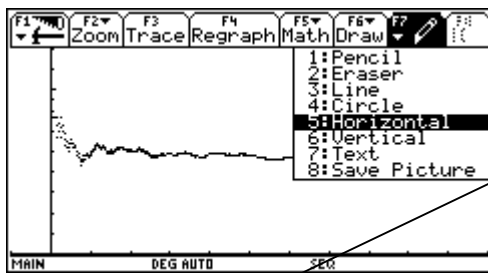 F1 F2 Zoom F3 Trace F4 Regraph F5 Math F6 Draw F7
1:Pencil
2:Eraser
3:Line
4:Circle
5:Horizontal
6:Vertical
7:Text
8:Save Picture
MAIN DEG AUTO SEQ